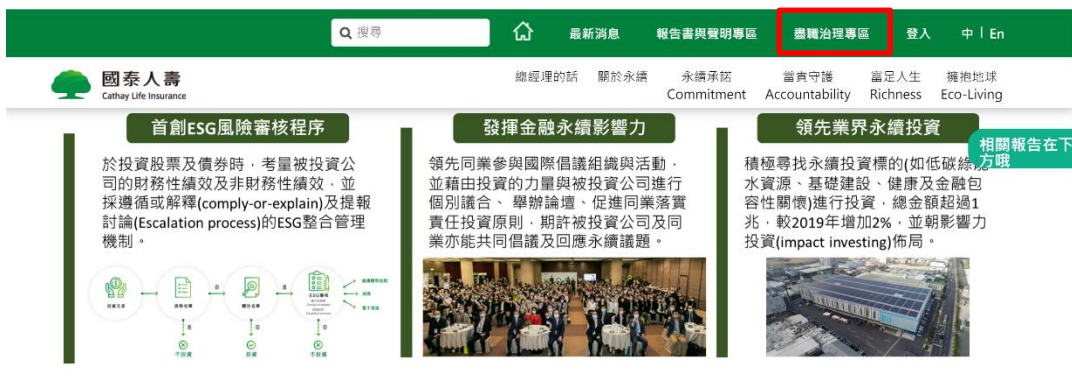 搜尋
最新消息 報告書與聲明專區 盡職治理專區 登入 中 | En
國泰人壽
Cathay Life Insurance
總經理的話 關於永續 永續承諾 當責守護 富足人生 擁抱地球
Commitment Accountability Richness Eco-Living
首創ESG風險審核程序
於投資股票及債券時，考量被投資公
司的財務性績效及非財務性績效，並
採遵循或解釋(comply-or-explain)及提報
討論(Escalation process)的ESG整合管理
機制。
否 是
ESG審核
是 否 否
不投資 投資 不投資
發揮金融永續影響力
領先同業參與國際倡議組織與活動，
並藉由投資的力量與被投資公司進行
個別議合、舉辦論壇、促進同業落實
責任投資原則，期許被投資公司及同
業亦能共同倡議及回應永續議題。
領先業界永續投資
積極尋找永續投資標的(如低碳綠
水資源、基礎建設、健康及金融包
容性關懷)進行投資，總金額超過1
兆，較2019年增加2%，並朝影響力
投資(impact investing)佈局。
相關報告在下
方哦